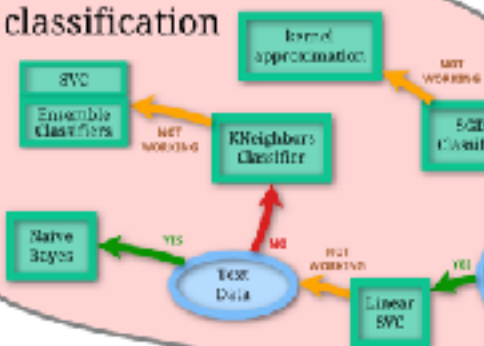 classification
kernel
approximation
NOT
WORKING
SVC
Ensemble
Classifiers
NOT
WORKING
KNeighbors
Classifier
SGD
Naive
Bayes
YES
NO
Text
Data
NOT
WORKING
YES
Linear
SVC